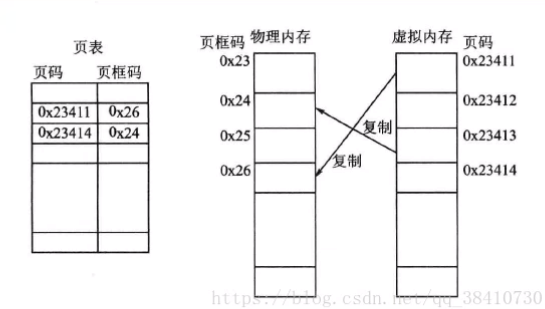 页表
页码 页框码
0x23411 0x26
0x23414 0x24
页框码 物理内存
0x23
0x24
0x25
0x26
复制
复制
虚拟内存 页码
0x23411
0x23412
0x23413
0x23414
https://blog.csdn.net/qq_38410730